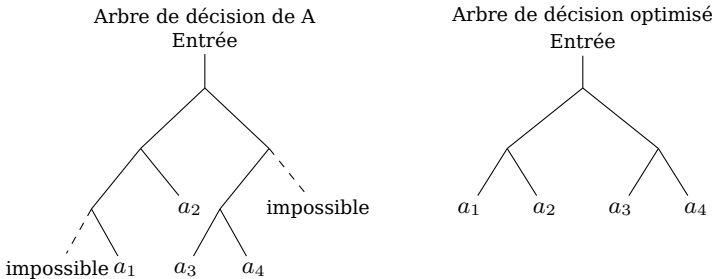 Arbre de décision de A
Entrée
a₂
impossible
impossible a₁ a₃ a₄
Arbre de décision optimisé
Entrée
a₁ a₂ a₃ a₄